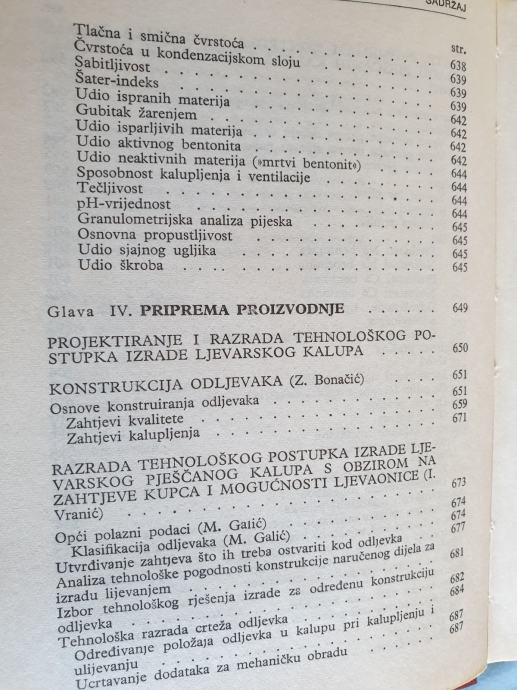 SADRŽAJ
str.
Tlačna i smična čvrstoća . . . 638
Čvrstoća u kondenzacijskom sloju . . . 639
Sabitljivost . . . 639
Šater-indeks . . . 639
Udio ispranih materija . . . 642
Gubitak žarenjem . . . 642
Udio isparljivih materija . . . 642
Udio aktivnog bentonita . . . 642
Udio neaktivnih materija (»mrtvi bentonit«) . . . 644
Sposobnost kalupljenja i ventilacije . . . 644
Tečljivost . . . 644
pH-vrijednost . . . 644
Granulometrijska analiza pijeska . . . 645
Osnovna propustljivost . . . 645
Udio sjajnog ugljika . . . 645
Udio škroba . . . 645
Glava IV. PRIPREMA PROIZVODNJE . . . 649
PROJEKTIRANJE I RAZRADA TEHNOLOŠKOG PO-
STUPKA IZRADE LJEVARSKOG KALUPA . . . 650
KONSTRUKCIJA ODLJEVAKA (Z. Bonačić) . . . 651
Osnove konstruiranja odljevaka . . . 651
Zahtjevi kvalitete . . . 659
Zahtjevi kalupljenja . . . 671
RAZRADA TEHNOLOŠKOG POSTUPKA IZRADE LJE-
VARSKOG PJEŠČANOG KALUPA S OBZIROM NA
ZAHTJEVE KUPCA I MOGUĆNOSTI LJEVAONICE (I.
Vranić) . . . 673
Opći polazni podaci (M. Galić) . . . 674
Klasifikacija odljevaka (M. Galić) . . . 674
Utvrđivanje zahtjeva što ih treba ostvariti kod odljevka . 677
Analiza tehnološke pogodnosti konstrukcije naručenog dijela za
izradu lijevanjem . . . 681
Izbor tehnološkog rješenja izrade za određenu konstrukciju
odljevka . . . 682
Tehnološka razrada crteža odljevka . . . 684
Određivanje položaja odljevka u kalupu pri kalupljenju i
ulijevanju . . . 687
Ucrtavanje dodataka za mehaničku obradu . . . 687